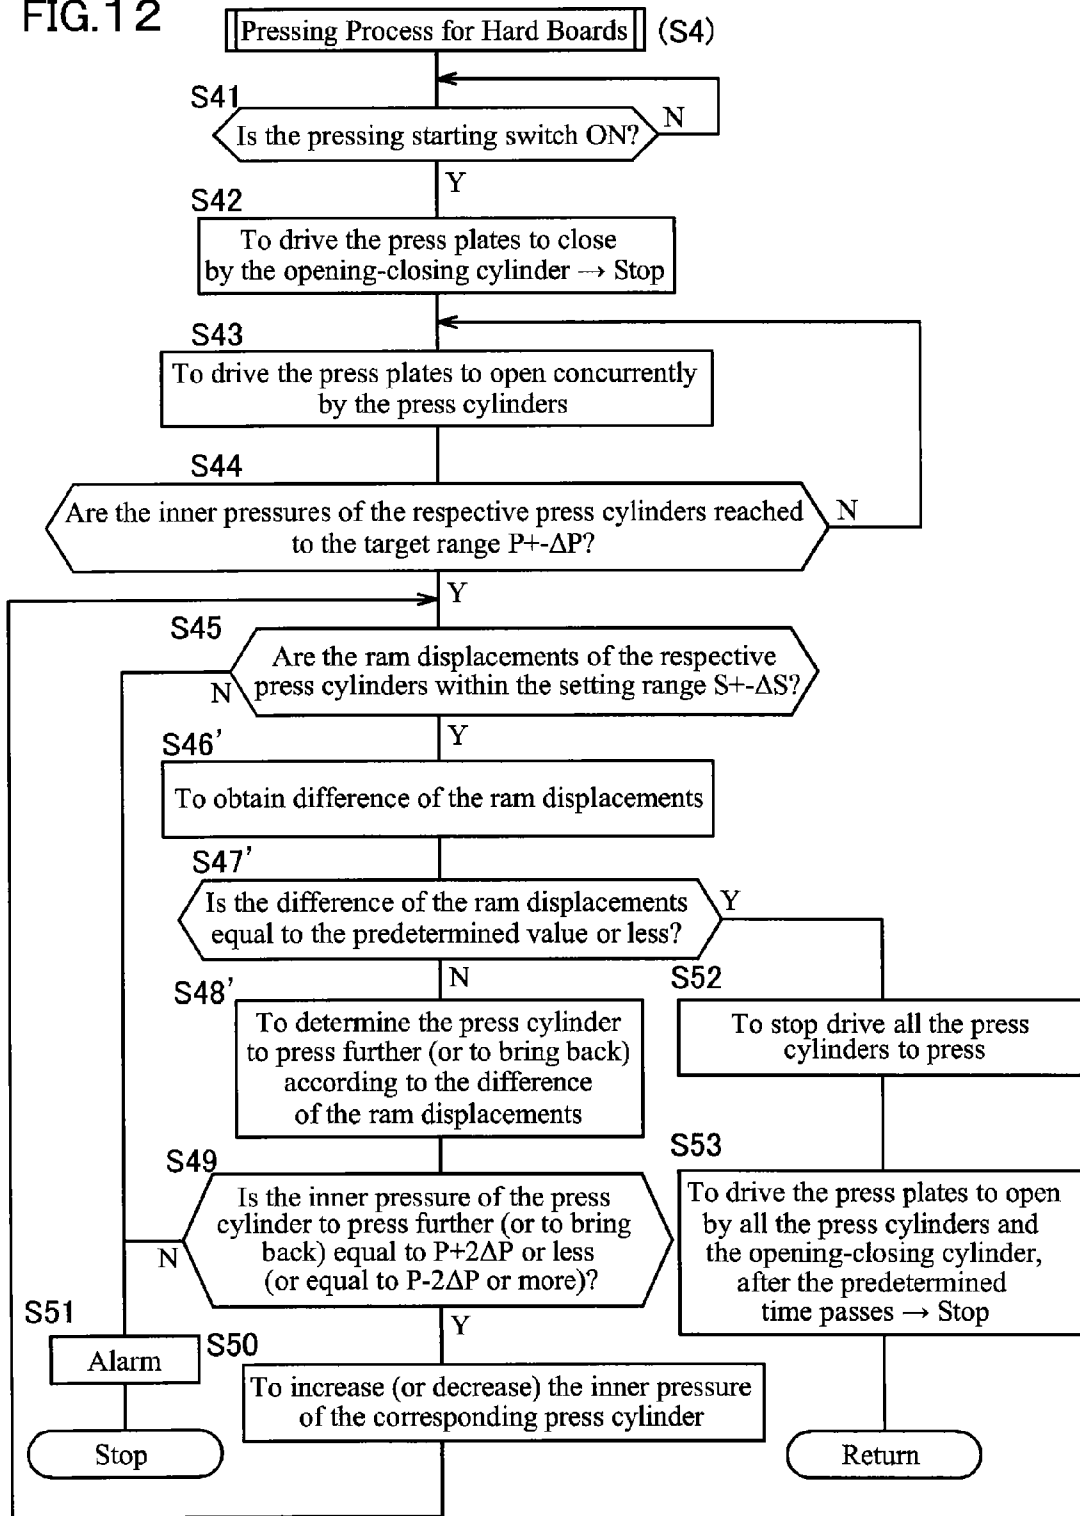 FIG.12
Pressing Process for Hard Boards (S4)
S41
Is the pressing starting switch ON?
N
Y
S42
To drive the press plates to close
by the opening-closing cylinder → Stop
S43
To drive the press plates to open concurrently
by the press cylinders
S44
Are the inner pressures of the respective press cylinders reached
to the target range P+-ΔP?
N
Y
S45
Are the ram displacements of the respective
press cylinders within the setting range S+-ΔS?
N
Y
S46'
To obtain difference of the ram displacements
S47'
Is the difference of the ram displacements
equal to the predetermined value or less?
Y
N
S48'
To determine the press cylinder
to press further (or to bring back)
according to the difference
of the ram displacements
S49
Is the inner pressure of the press
cylinder to press further (or to bring
back) equal to P+2ΔP or less
(or equal to P-2ΔP or more)?
N
Y
S50
To increase (or decrease) the inner pressure
of the corresponding press cylinder
S51
Alarm
Stop
S52
To stop drive all the press
cylinders to press
S53
To drive the press plates to open
by all the press cylinders and
the opening-closing cylinder,
after the predetermined
time passes → Stop
Return